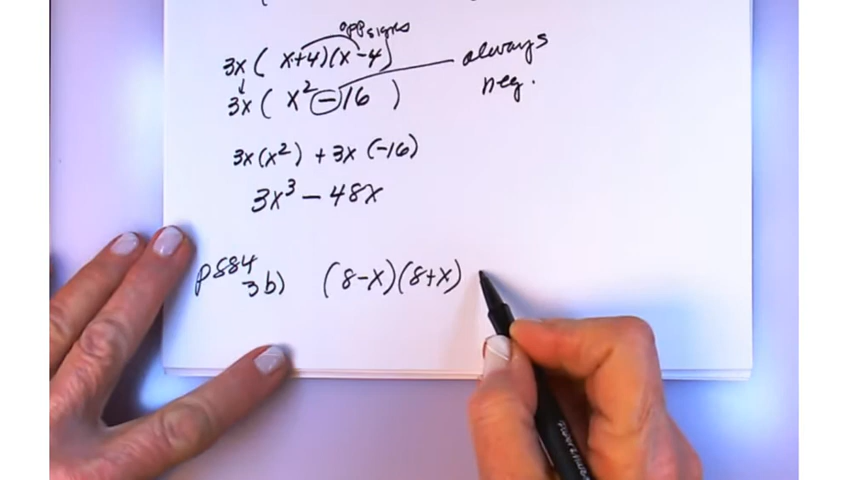 opp signs
3x ( x+4)(x-4)
3x ( x² - 16 )
always
neg.
3x(x²) + 3x (-16)
3x³ - 48x
p884
3b) (8-x)(8+x)